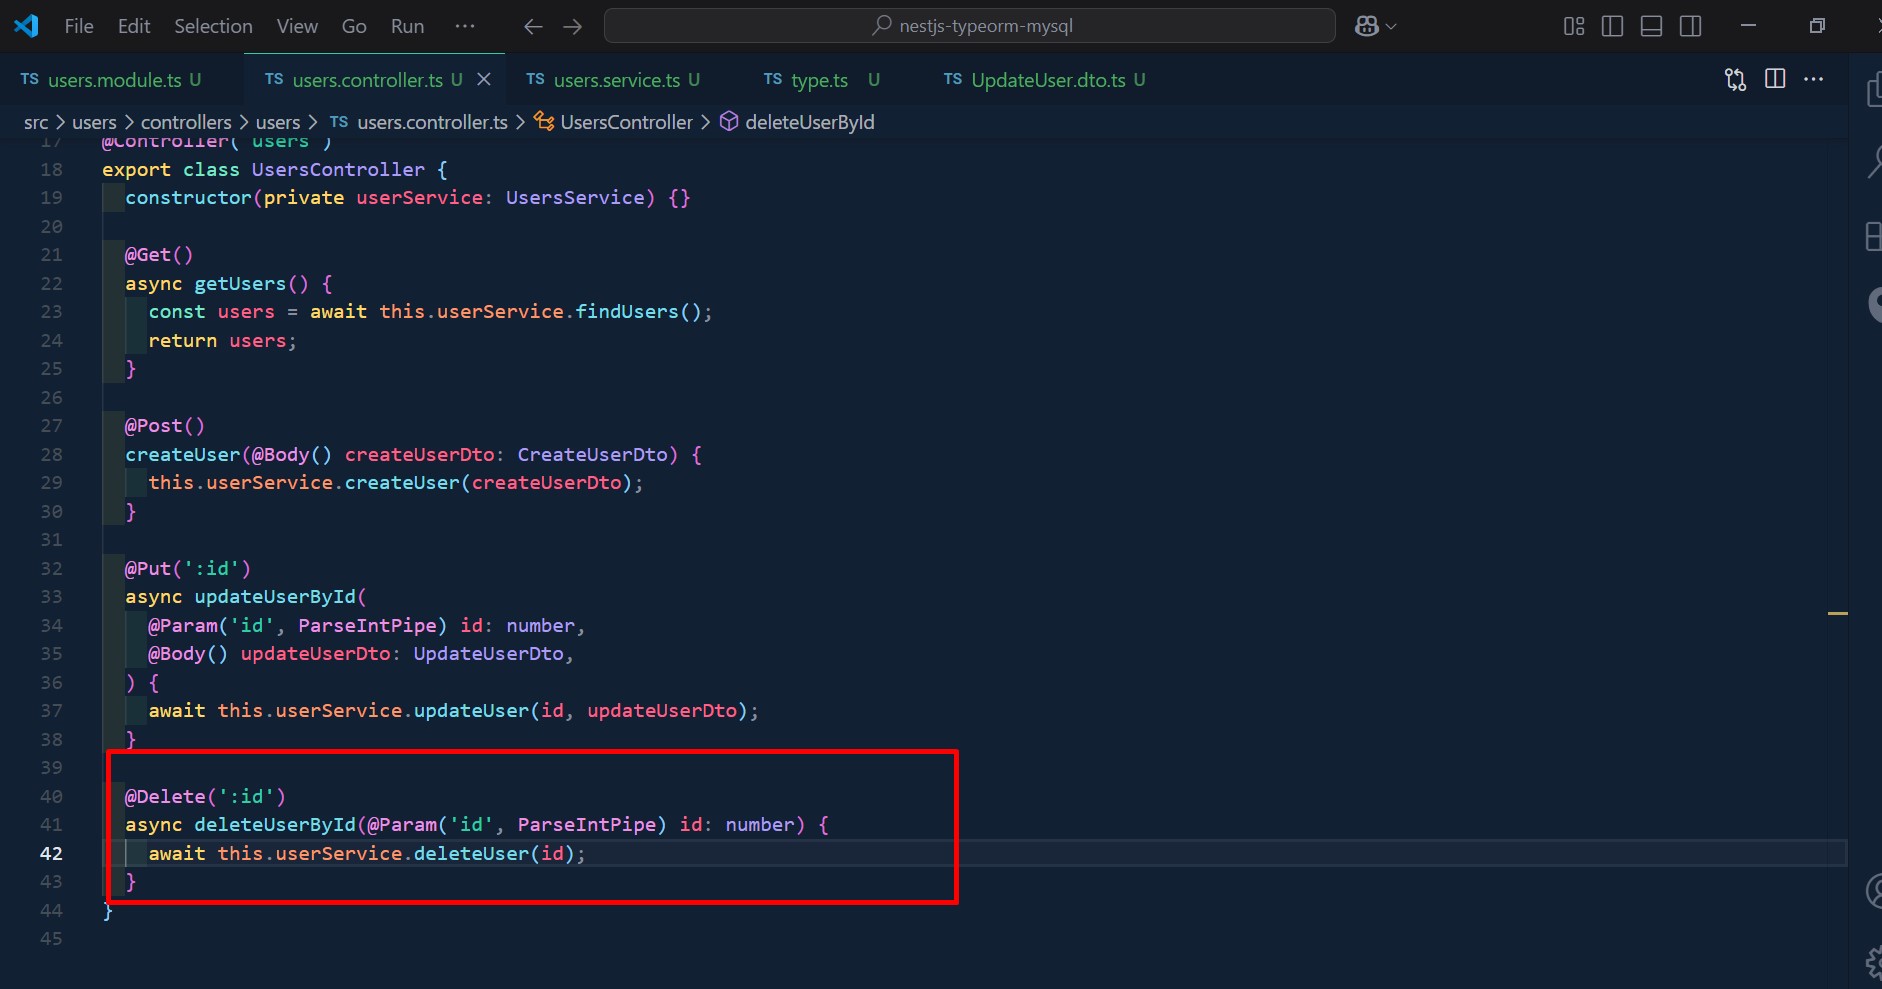 File Edit Selection View Go Run ··· nestjs-typeorm-mysql
TS users.module.ts U TS users.controller.ts U TS users.service.ts U TS type.ts U TS UpdateUser.dto.ts U
src > users > controllers > users > TS users.controller.ts > UsersController > deleteUserById
17 @Controller('users')
18 export class UsersController {
19 constructor(private userService: UsersService) {}
20
21 @Get()
22 async getUsers() {
23 const users = await this.userService.findUsers();
24 return users;
25 }
26
27 @Post()
28 createUser(@Body() createUserDto: CreateUserDto) {
29 this.userService.createUser(createUserDto);
30 }
31
32 @Put(':id')
33 async updateUserById(
34 @Param('id', ParseIntPipe) id: number,
35 @Body() updateUserDto: UpdateUserDto,
36 ) {
37 await this.userService.updateUser(id, updateUserDto);
38 }
39
40 @Delete(':id')
41 async deleteUserById(@Param('id', ParseIntPipe) id: number) {
42 await this.userService.deleteUser(id);
43 }
44 }
45